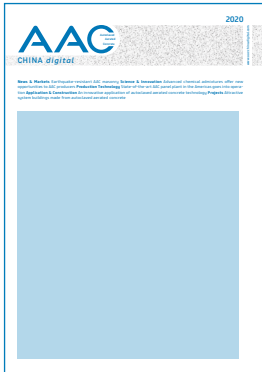 2020
AAC
CHINA digital
News & Markets Earthquake-resistant AAC masonry, Science & Innovation Advanced chemical admixtures offer new
opportunities to AAC producers Production Technology State-of-the-art AAC panel plant in the Americas goes into opera-
tion Application & Construction An innovative application of autoclaved aerated concrete technology, Projects Attractive
system buildings made from autoclaved aerated concrete